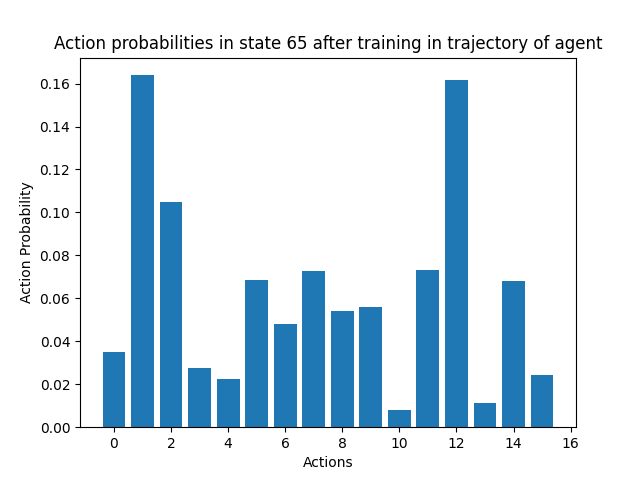 Action probabilities in state 65 after training in trajectory of agent
0.16
0.14
0.12
0.10
0.08
0.06
0.04
0.02
0.00
Action Probability
0 2 4 6 8 10 12 14 16
Actions